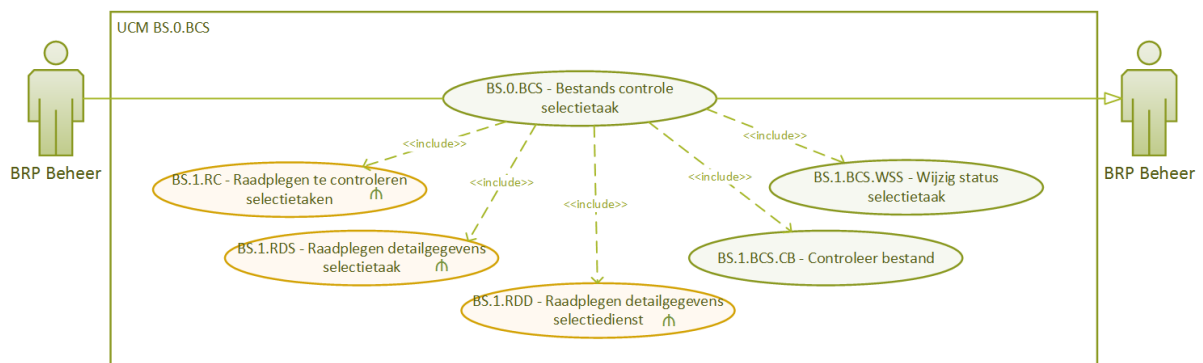 UCM BS.0.BCS
BS.0.BCS - Bestands controle
selectietaak
BRP Beheer
BRP Beheer
<<include>>
<<include>>
<<include>>
<<include>>
<<include>>
BS.1.RC - Raadplegen te controleren
selectietaken
BS.1.BCS.WSS - Wijzig status
selectietaak
BS.1.RDS - Raadplegen detailgegevens
selectietaak
BS.1.BCS.CB - Controleer bestand
BS.1.RDD - Raadplegen detailgegevens
selectiedienst